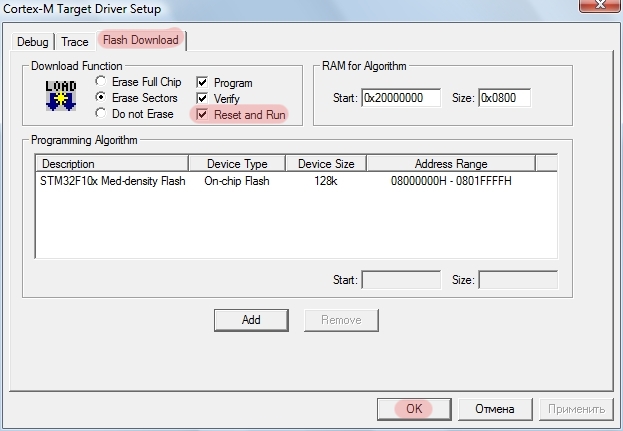 Cortex-M Target Driver Setup
Debug Trace Flash Download
Download Function
LOAD
Erase Full Chip
Erase Sectors
Do not Erase
Program
Verify
Reset and Run
RAM for Algorithm
Start: 0x20000000 Size: 0x0800
Programming Algorithm
Description Device Type Device Size Address Range
STM32F10x Med-density Flash On-chip Flash 128k 08000000H - 0801FFFFH
Start: Size:
Add Remove
OK Отмена Применить